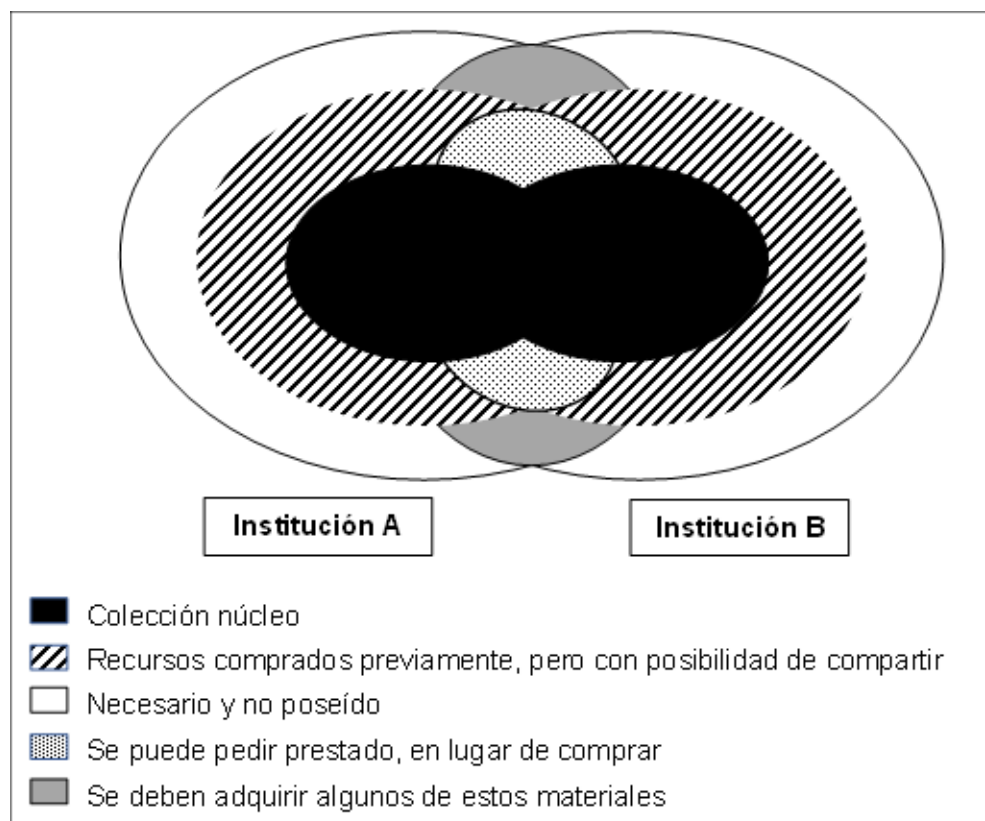 Institución A
Institución B
Colección núcleo
Recursos comprados previamente, pero con posibilidad de compartir
Necesario y no poseído
Se puede pedir prestado, en lugar de comprar
Se deben adquirir algunos de estos materiales